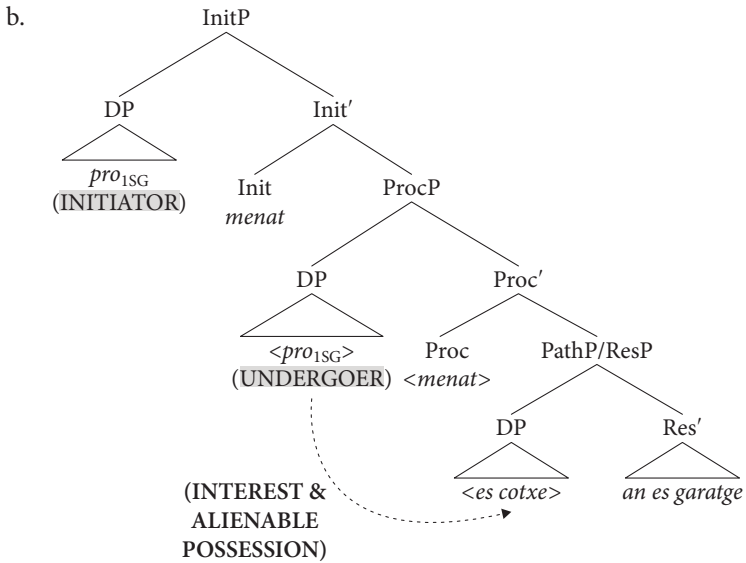 b.
InitP
DP Init′
pro1SG
(INITIATOR)
Init ProcP
menat
DP Proc′
<pro1SG>
(UNDERGOER)
Proc PathP/ResP
<menat>
DP Res′
<es cotxe> an es garatge
(INTEREST &
ALIENABLE
POSSESSION)